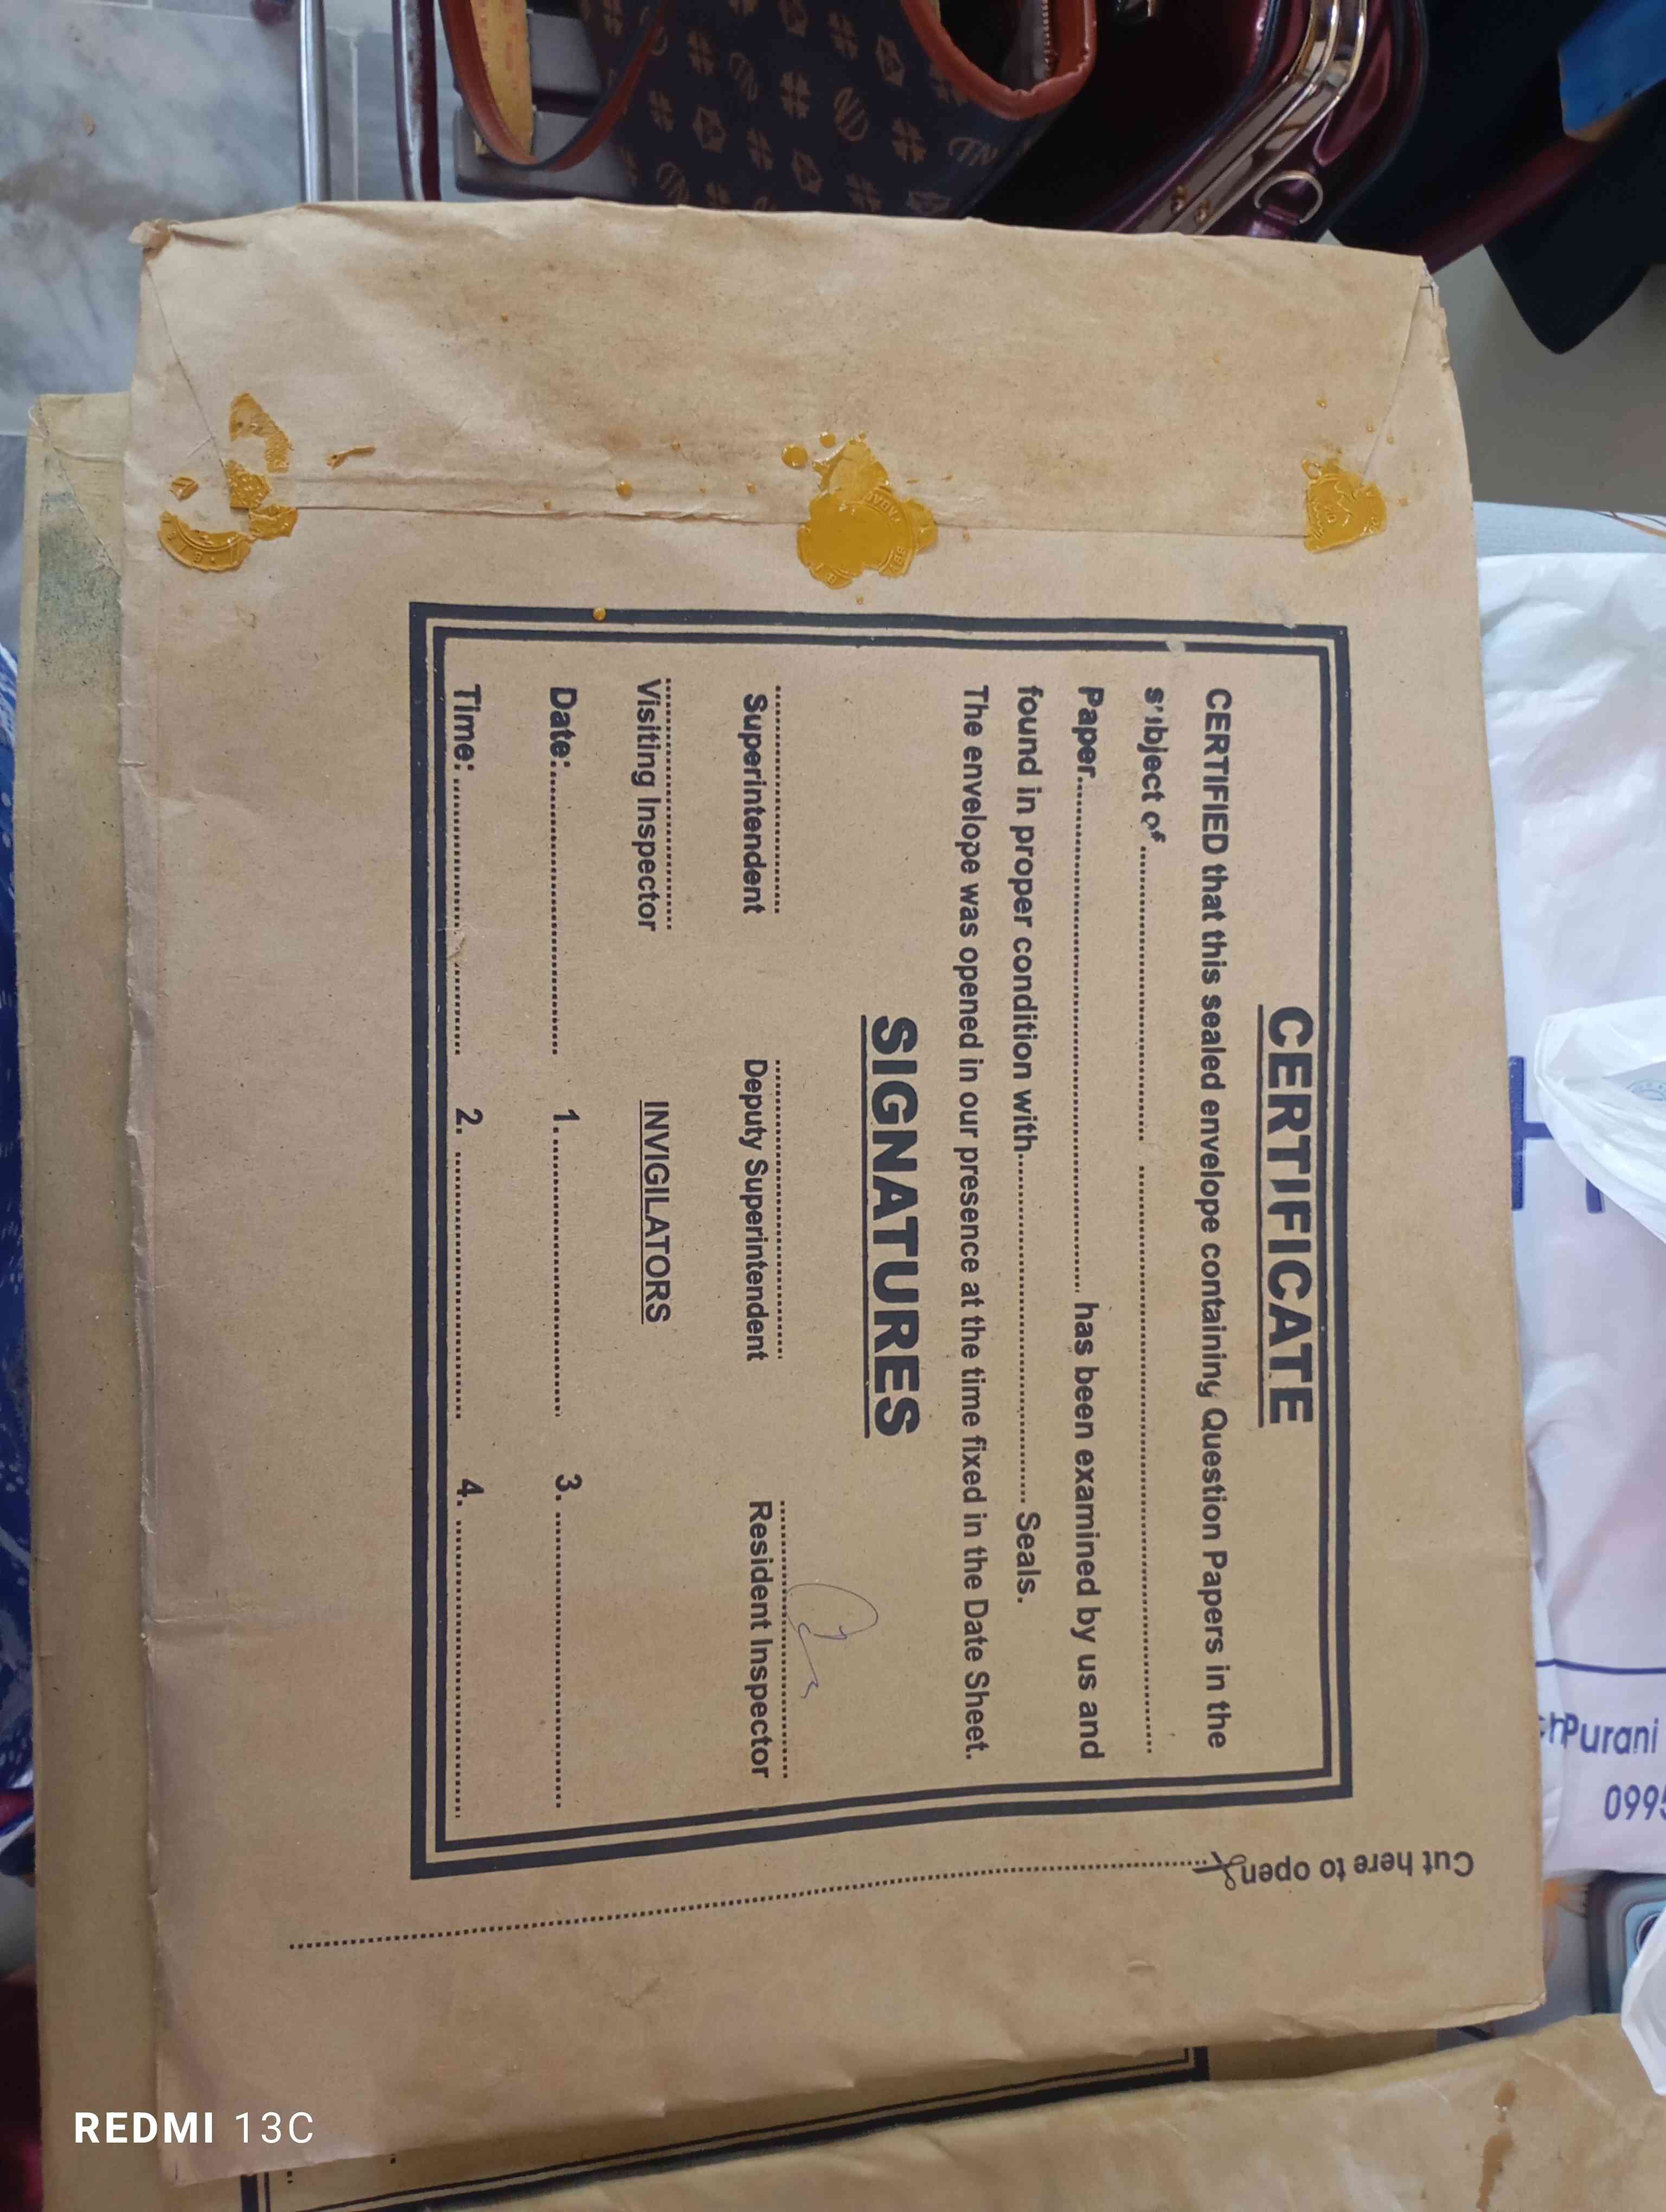 CERTIFICATE
CERTIFIED that this sealed envelope containing Question Papers in the
subject of ........................................ ........................................
Paper........................................ has been examined by us and
found in proper condition with........................................ Seals.
The envelope was opened in our presence at the time fixed in the Date Sheet.
SIGNATURES
Superintendent Deputy Superintendent Resident Inspector
Visiting Inspector INVIGILATORS
Date:........................ 1. ........................ 3. ........................
Time: ........................ 2. ........................ 4. ........................
Cut here to open
Purani
099
REDMI 13C